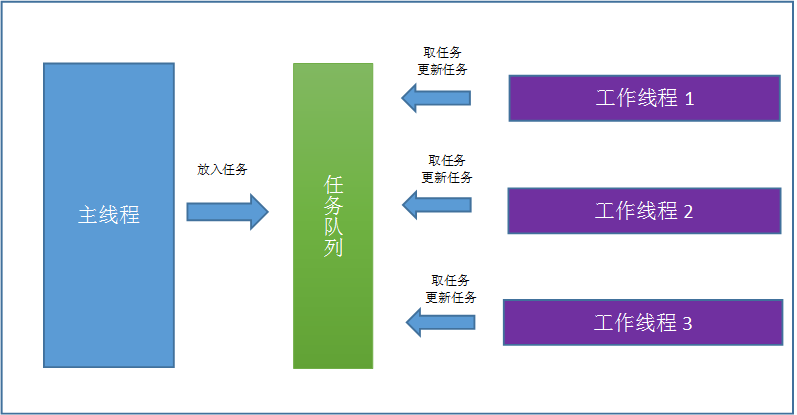 主线程
放入任务
任务队列
取任务
更新任务
工作线程 1
取任务
更新任务
工作线程 2
取任务
更新任务
工作线程 3